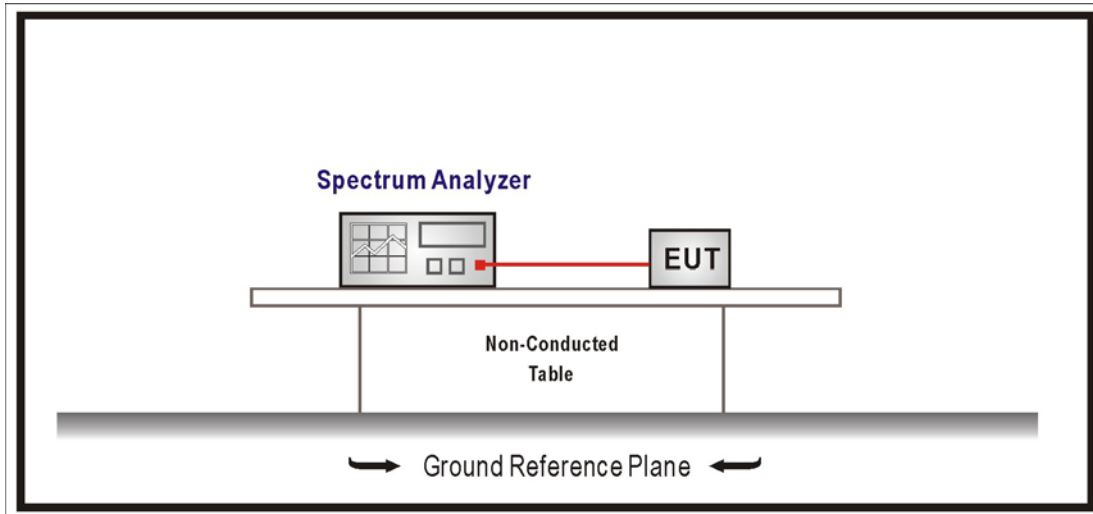 Spectrum Analyzer
EUT
Non-Conducted
Table
Ground Reference Plane